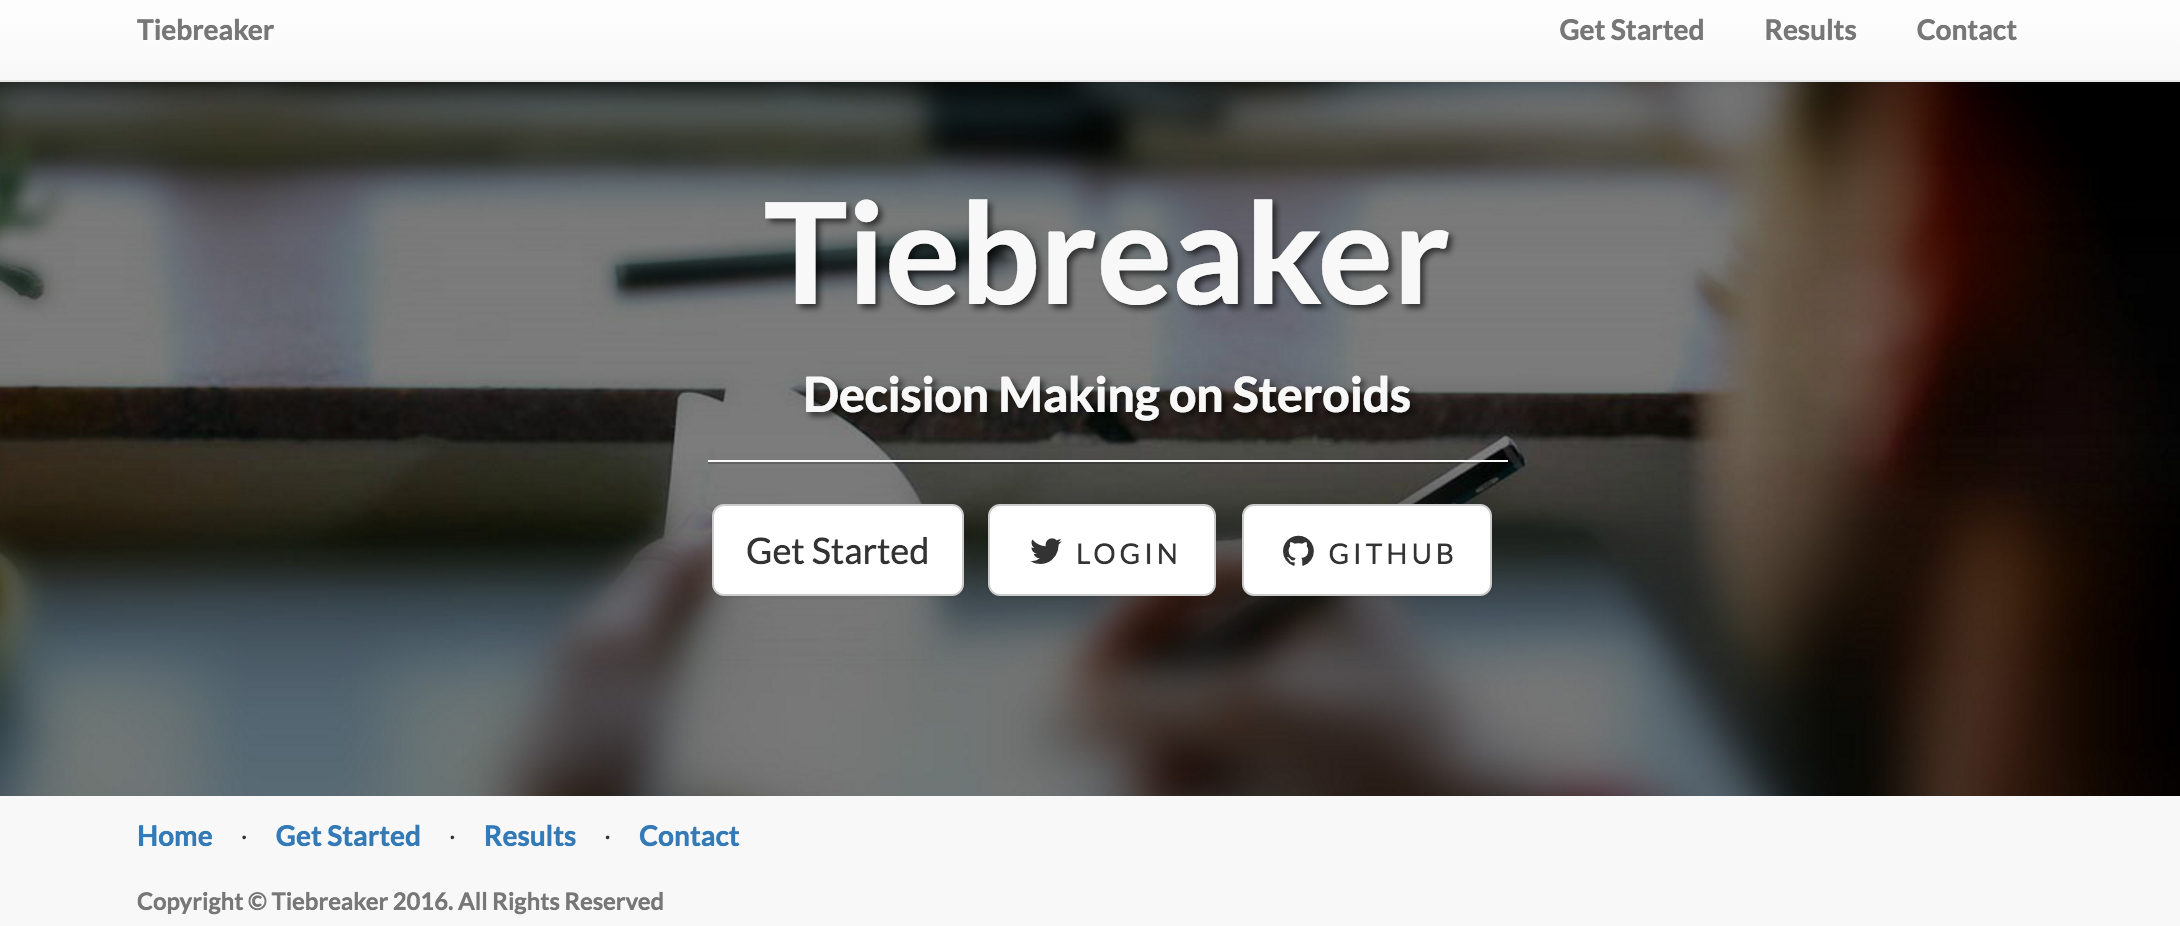 Tiebreaker Get Started Results Contact
Tiebreaker
Decision Making on Steroids
Get Started LOGIN GITHUB
Home · Get Started · Results · Contact
Copyright © Tiebreaker 2016. All Rights Reserved